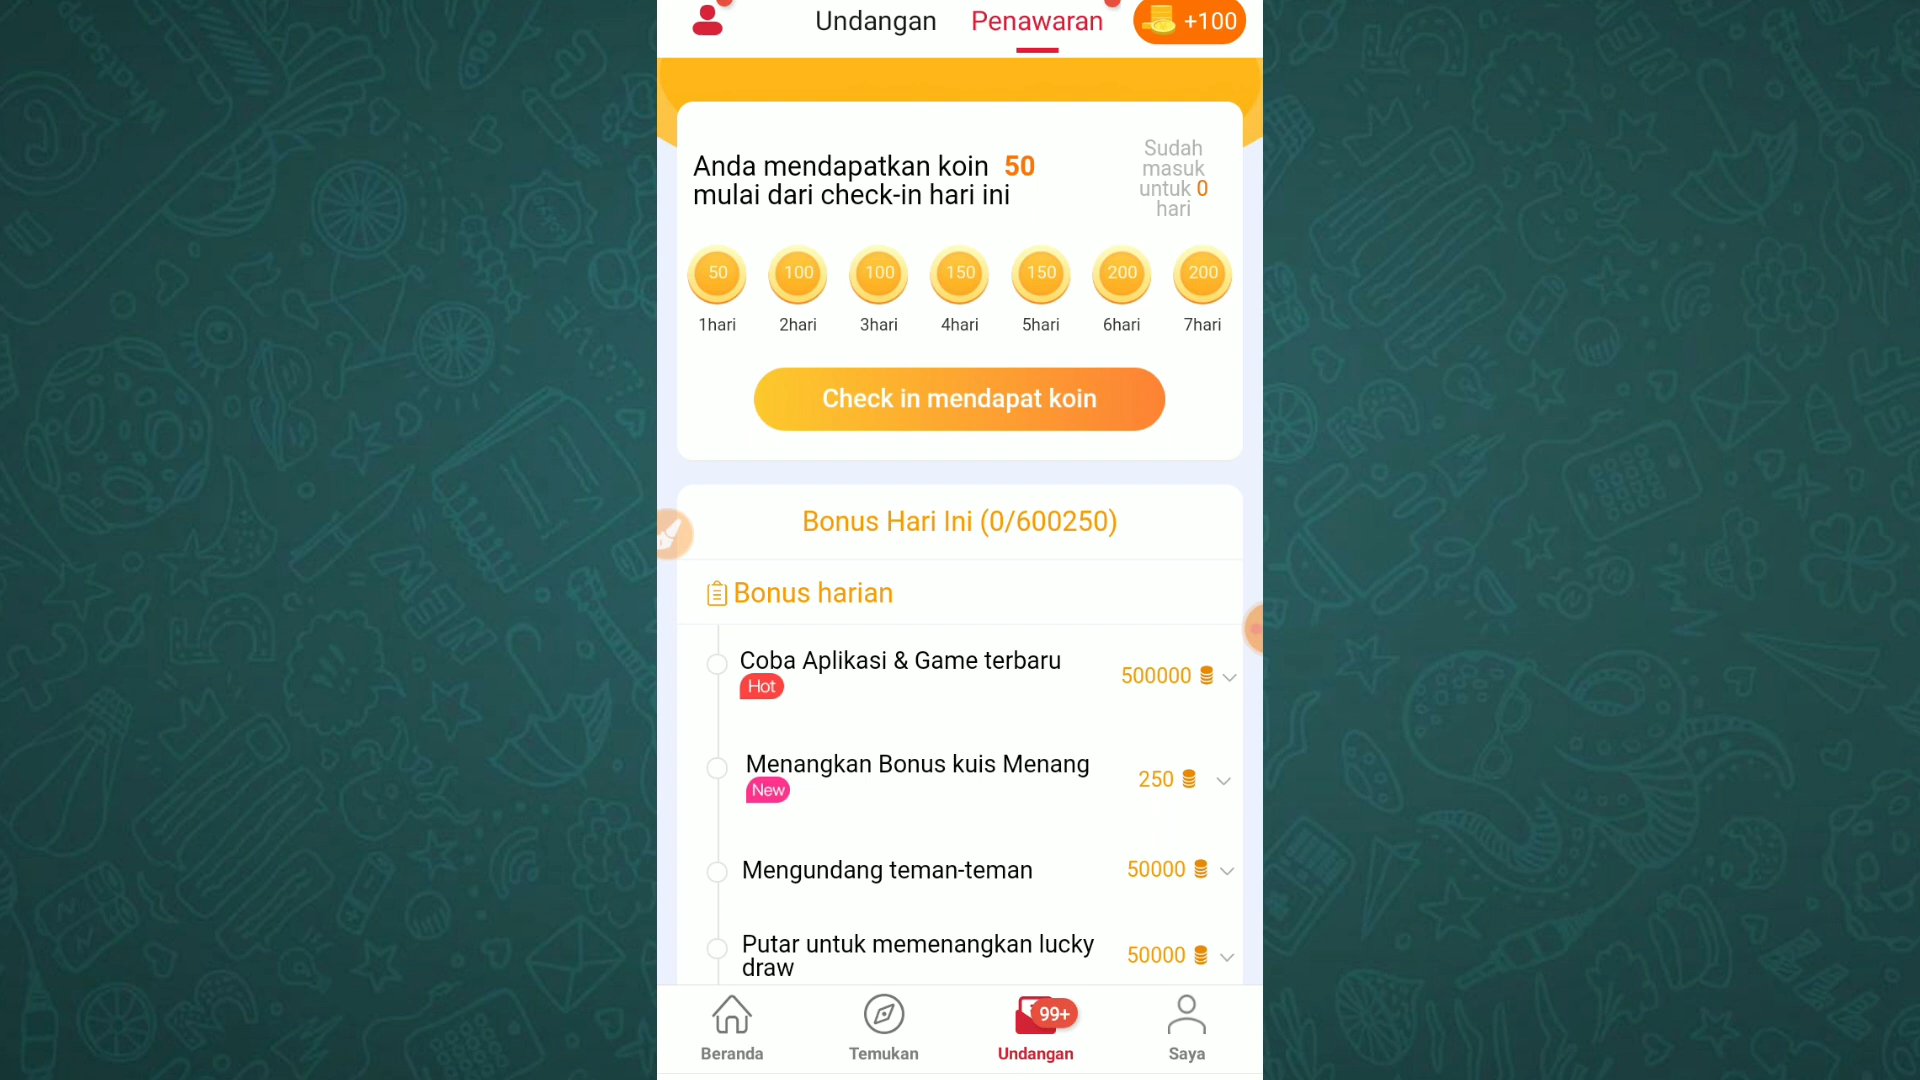 Undangan Penawaran +100
Anda mendapatkan koin 50
mulai dari check-in hari ini
Sudah
masuk
untuk 0
hari
50 100 100 150 150 200 200
1hari 2hari 3hari 4hari 5hari 6hari 7hari
Check in mendapat koin
Bonus Hari Ini (0/600250)
Bonus harian
Coba Aplikasi & Game terbaru
Hot
500000
Menangkan Bonus kuis Menang
New
250
Mengundang teman-teman
50000
Putar untuk memenangkan lucky
draw
50000
99+
Beranda Temukan Undangan Saya